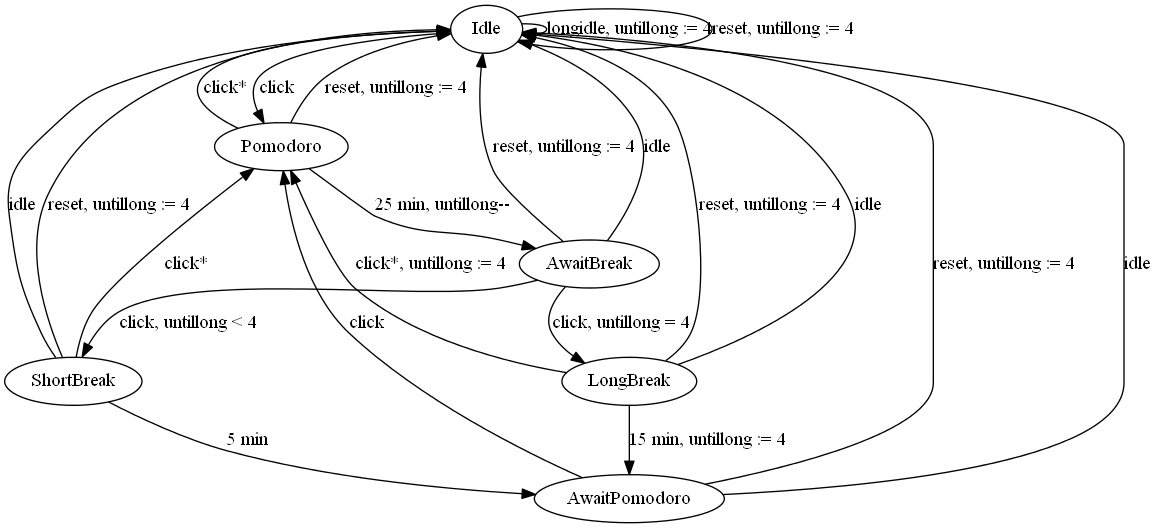 Idle
longidle, untillong := 4
reset, untillong := 4
click*
click
reset, untillong := 4
Pomodoro
reset, untillong := 4
idle
idle
reset, untillong := 4
25 min, untillong--
reset, untillong := 4
idle
click*
click*, untillong := 4
AwaitBreak
reset, untillong := 4
idle
click, untillong < 4
click
click, untillong = 4
ShortBreak
LongBreak
5 min
15 min, untillong := 4
AwaitPomodoro